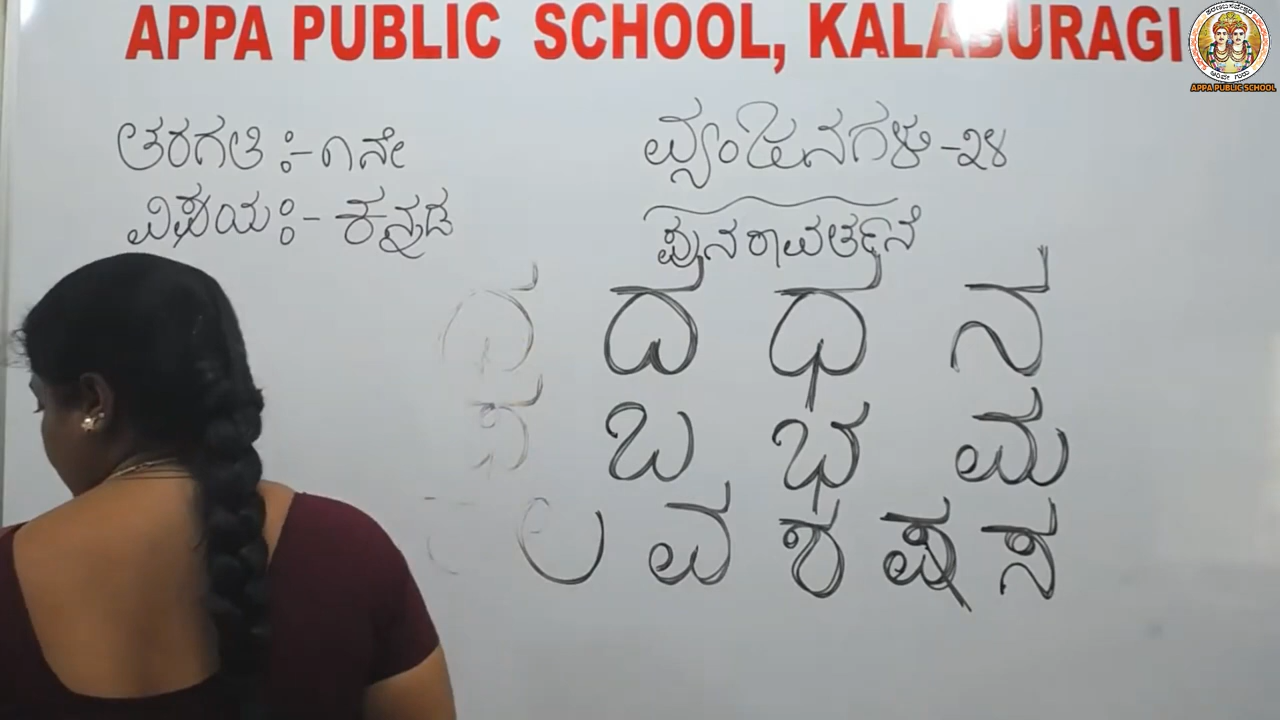 APPA PUBLIC SCHOOL, KALABURAGI
ತರಗತಿ :- ೧ನೇ
ವಿಷಯ :- ಕನ್ನಡ
ವ್ಯಂಜನಗಳು - ೩೪
ಪುನರಾವರ್ತನೆ
ಥ ದ ಧ ನ
ಬ ಭ ಮ
ಲ ವ ಶ ಷ ಸ
APPA PUBLIC SCHOOL